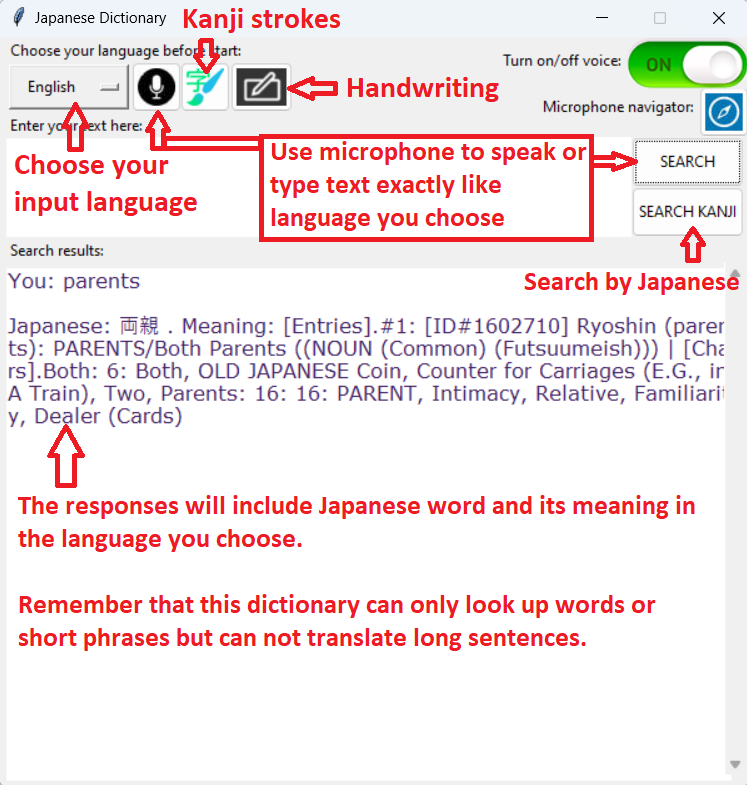 Japanese Dictionary
Kanji strokes
Choose your language before start:
Turn on/off voice:
ON
English
字
Handwriting
Microphone navigator:
Enter your text here:
Choose your
input language
Use microphone to speak or
type text exactly like
language you choose
SEARCH
SEARCH KANJI
Search results:
Search by Japanese
You: parents
Japanese: 両親 . Meaning: [Entries].#1: [ID#1602710] Ryoshin (paren
ts): PARENTS/Both Parents ((NOUN (Common) (Futsuumeish))) | [Cha
rs].Both: 6: Both, OLD JAPANESE Coin, Counter for Carriages (E.G., in
A Train), Two, Parents: 16: 16: PARENT, Intimacy, Relative, Familiarit
y, Dealer (Cards)
The responses will include Japanese word and its meaning in
the language you choose.
Remember that this dictionary can only look up words or
short phrases but can not translate long sentences.